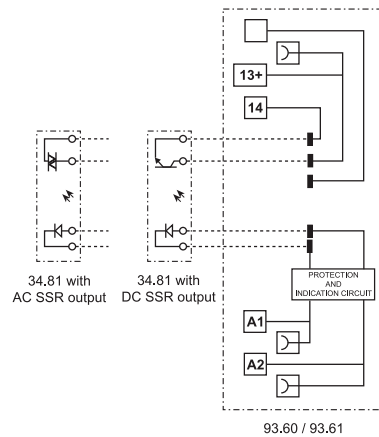 13+
14
34.81 with
AC SSR output
34.81 with
DC SSR output
PROTECTION
AND
INDICATION CIRCUIT
A1
A2
93.60 / 93.61